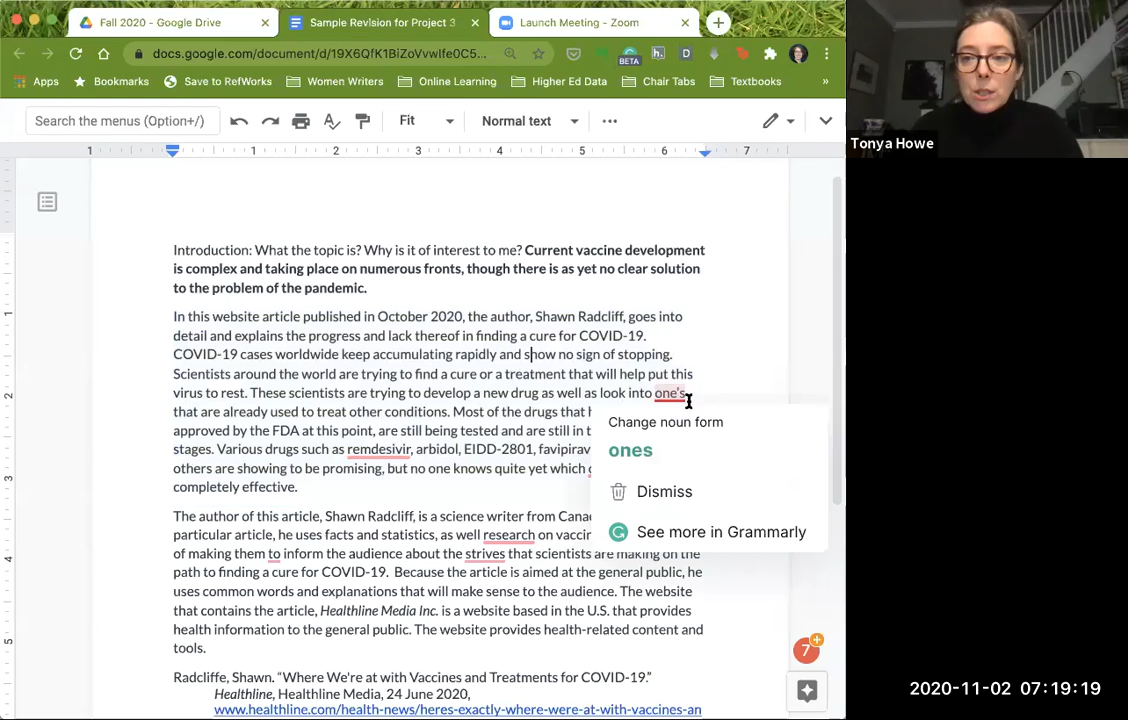 Fall 2020 - Google Drive
Sample Revision for Project 3
Launch Meeting - Zoom
docs.google.com/document/d/19X6QfK1BiZoVvwIfe0C5...
BETA
h.
D
Apps
Bookmarks
Save to RefWorks
Women Writers
Online Learning
Higher Ed Data
Chair Tabs
Textbooks
»
Search the menus (Option+/)
Fit
Normal text
1 1 2 3 4 5 6 7
Tonya Howe
Introduction: What the topic is? Why is it of interest to me? Current vaccine development
is complex and taking place on numerous fronts, though there is as yet no clear solution
to the problem of the pandemic.
In this website article published in October 2020, the author, Shawn Radcliff, goes into
detail and explains the progress and lack thereof in finding a cure for COVID-19.
COVID-19 cases worldwide keep accumulating rapidly and show no sign of stopping.
Scientists around the world are trying to find a cure or a treatment that will help put this
virus to rest. These scientists are trying to develop a new drug as well as look into one's
that are already used to treat other conditions. Most of the drugs that
approved by the FDA at this point, are still being tested and are still in
stages. Various drugs such as remdesivir, arbidol, EIDD-2801, favipirav
others are showing to be promising, but no one knows quite yet which
completely effective.
Change noun form
ones
Dismiss
See more in Grammarly
The author of this article, Shawn Radcliff, is a science writer from Cana
particular article, he uses facts and statistics, as well research on vaccin
of making them to inform the audience about the strives that scientists are making on the
path to finding a cure for COVID-19. Because the article is aimed at the general public, he
uses common words and explanations that will make sense to the audience. The website
that contains the article, Healthline Media Inc. is a website based in the U.S. that provides
health information to the general public. The website provides health-related content and
tools.
Radcliffe, Shawn. “Where We're at with Vaccines and Treatments for COVID-19.”
Healthline, Healthline Media, 24 June 2020,
www.healthline.com/health-news/heres-exactly-where-were-at-with-vaccines-an
1
2
3
4
5
7
2020-11-02 07:19:19